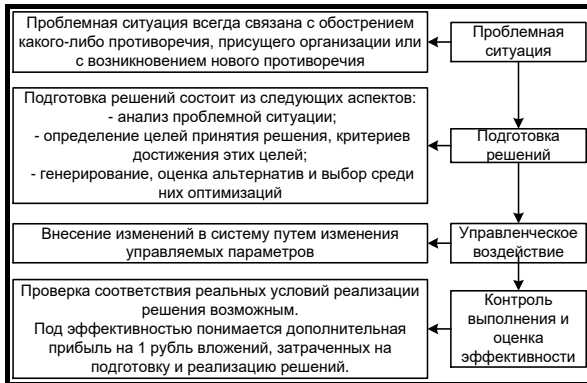 Проблемная ситуация всегда связана с обострением
какого-либо противоречия, присущего организации или
с возникновением нового противоречия
Проблемная
ситуация
Подготовка решений состоит из следующих аспектов:
- анализ проблемной ситуации;
- определение целей принятия решения, критериев
достижения этих целей;
- генерирование, оценка альтернатив и выбор среди
них оптимизаций
Подготовка
решений
Внесение изменений в систему путем изменения
управляемых параметров
Управленческое
воздействие
Проверка соответствия реальных условий реализации
решения возможным.
Под эффективностью понимается дополнительная
прибыль на 1 рубль вложений, затраченных на
подготовку и реализацию решений.
Контроль
выполнения и
оценка
эффективности